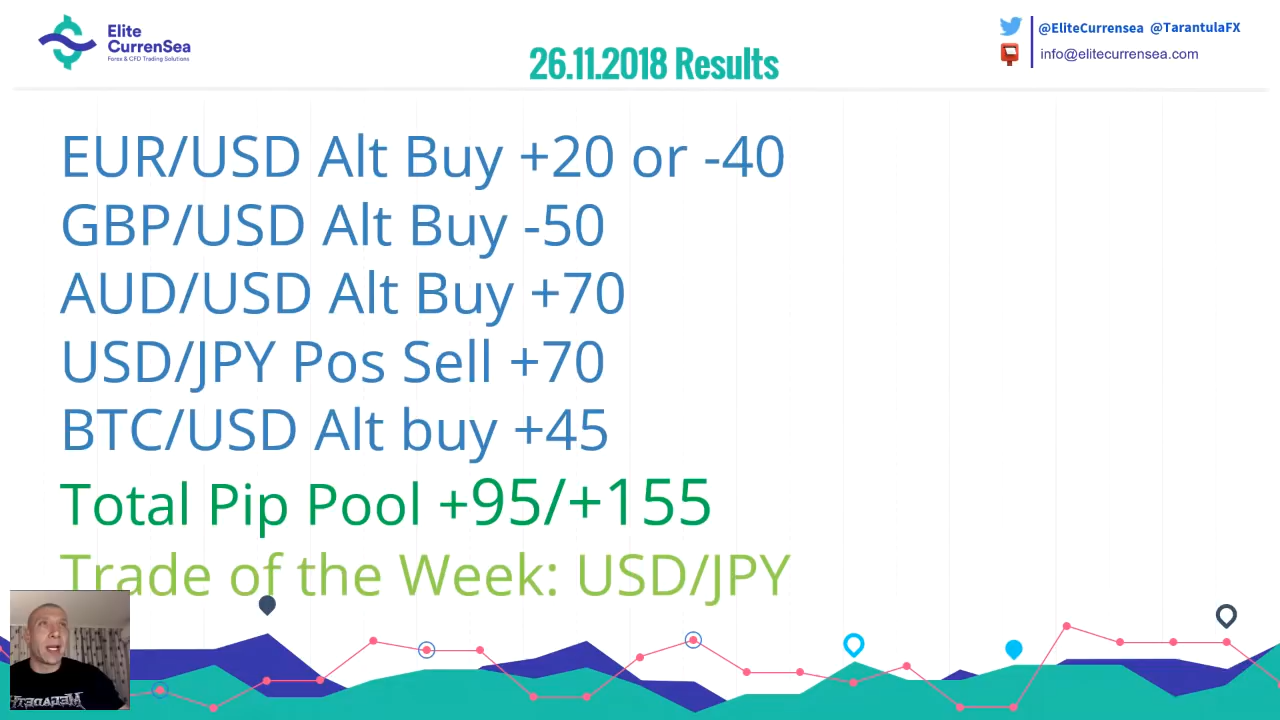 Elite
CurrenSea
Forex & CFD Trading Solutions
26.11.2018 Results
@EliteCurrensea @TarantulaFX
info@elitecurrensea.com
EUR/USD Alt Buy +20 or -40
GBP/USD Alt Buy -50
AUD/USD Alt Buy +70
USD/JPY Pos Sell +70
BTC/USD Alt buy +45
Total Pip Pool +95/+155
Trade of the Week: USD/JPY
MEGADETH